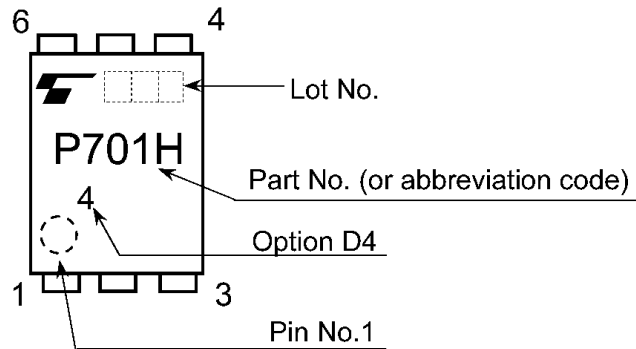 6 4
Lot No.
P701H
Part No. (or abbreviation code)
4
Option D4
1 3
Pin No.1